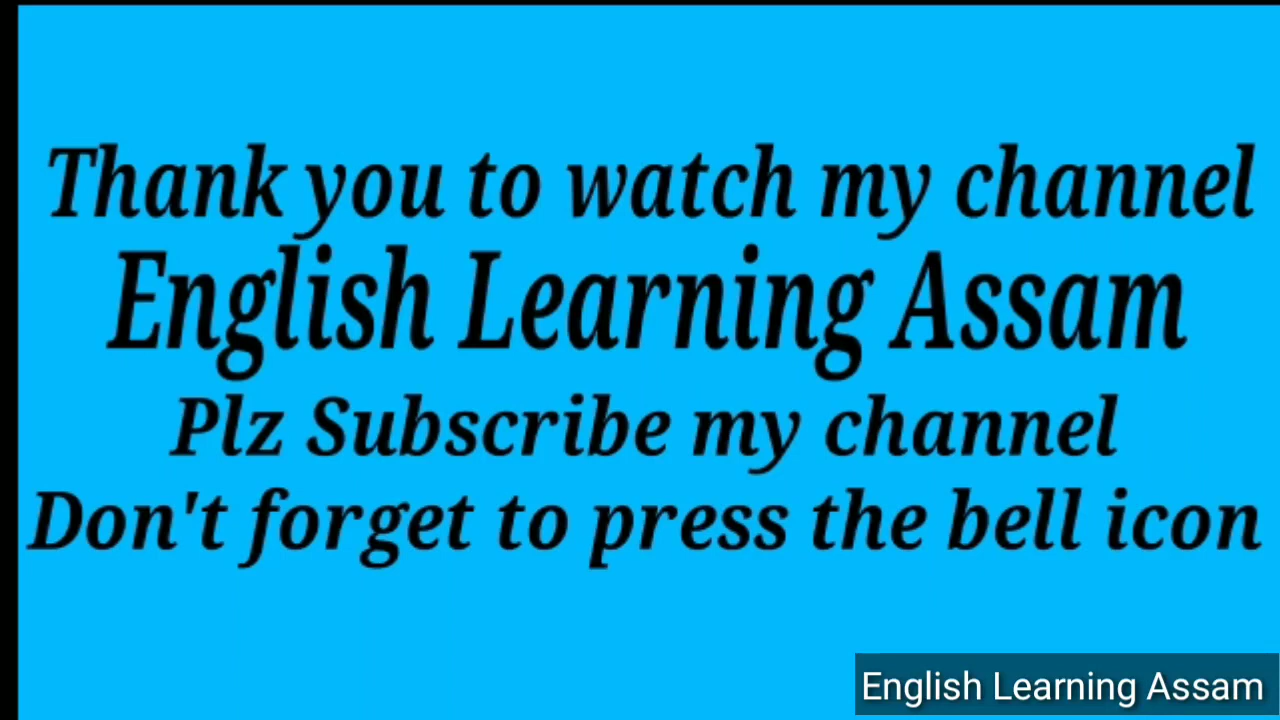 Thank you to watch my channel
English Learning Assam
Plz Subscribe my channel
Don't forget to press the bell icon
English Learning Assam